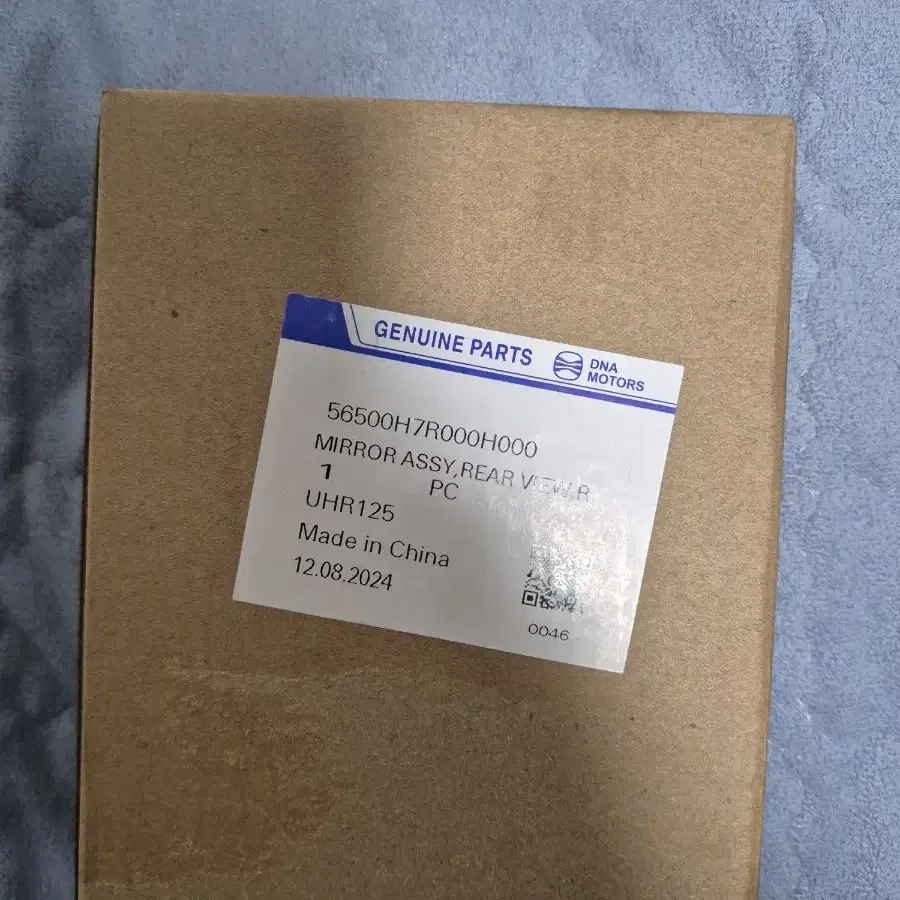 GENUINE PARTS
DNA
MOTORS
56500H7R000H000
MIRROR ASSY,REAR VIEW,R
1 PC
UHR125
Made in China
12.08.2024
0046